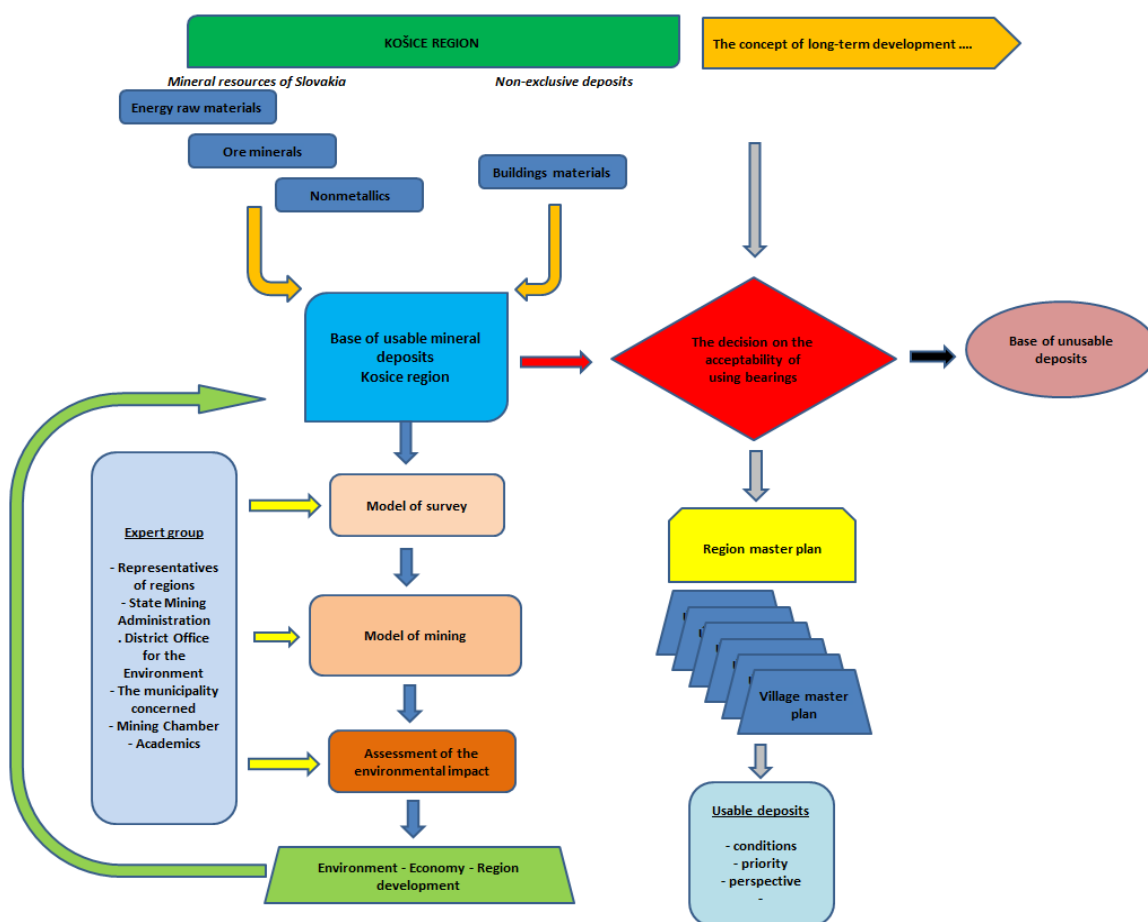 KOŠICE REGION
The concept of long-term development ....
Mineral resources of Slovakia
Non-exclusive deposits
Energy raw materials
Ore minerals
Nonmetallics
Buildings materials
Base of usable mineral
deposits
Kosice region
The decision on the
acceptability of
using bearings
Base of unusable
deposits
Expert group
- Representatives
of regions
- State Mining
Administration
. District Office
for the
Environment
- The municipality
concerned
- Mining Chamber
- Academics
Model of survey
Model of mining
Assessment of the
environmental impact
Environment - Economy - Region
development
Region master plan
Village master
plan
Usable deposits
- conditions
- priority
- perspective
-